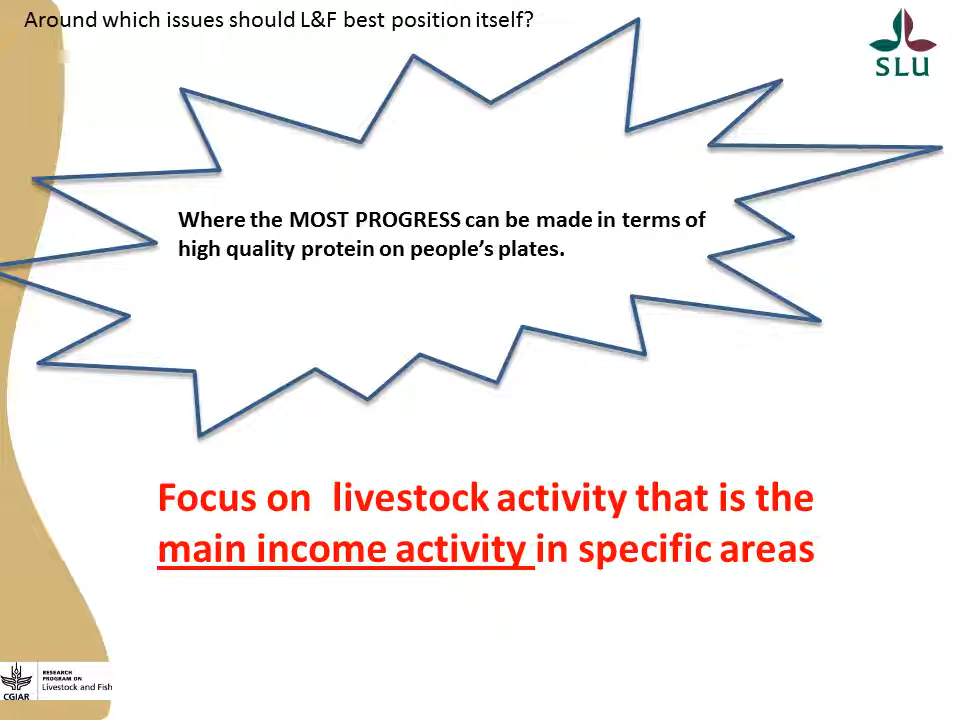 Around which issues should L&F best position itself?
SLU
Where the MOST PROGRESS can be made in terms of
high quality protein on people’s plates.
Focus on  livestock activity that is the
main income activity in specific areas
RESEARCH
PROGRAM ON
Livestock and Fish
CGIAR